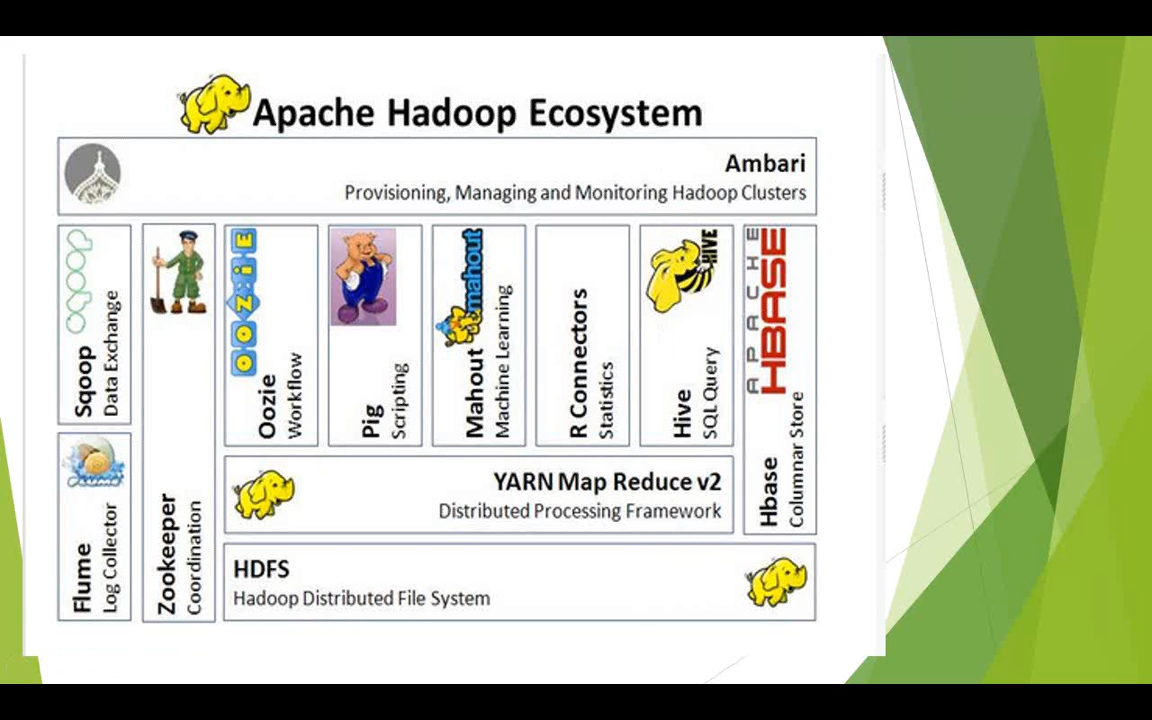 Apache Hadoop Ecosystem
Ambari
Provisioning, Managing and Monitoring Hadoop Clusters
sqoop
Sqoop
Data Exchange
Zookeeper
Coordination
OOZiE
Oozie
Workflow
Pig
Scripting
mahout
Mahout
Machine Learning
R Connectors
Statistics
HIVE
Hive
SQL Query
APACHE
HBASE
Hbase
Columnar Store
Flume
Log Collector
YARN Map Reduce v2
Distributed Processing Framework
HDFS
Hadoop Distributed File System